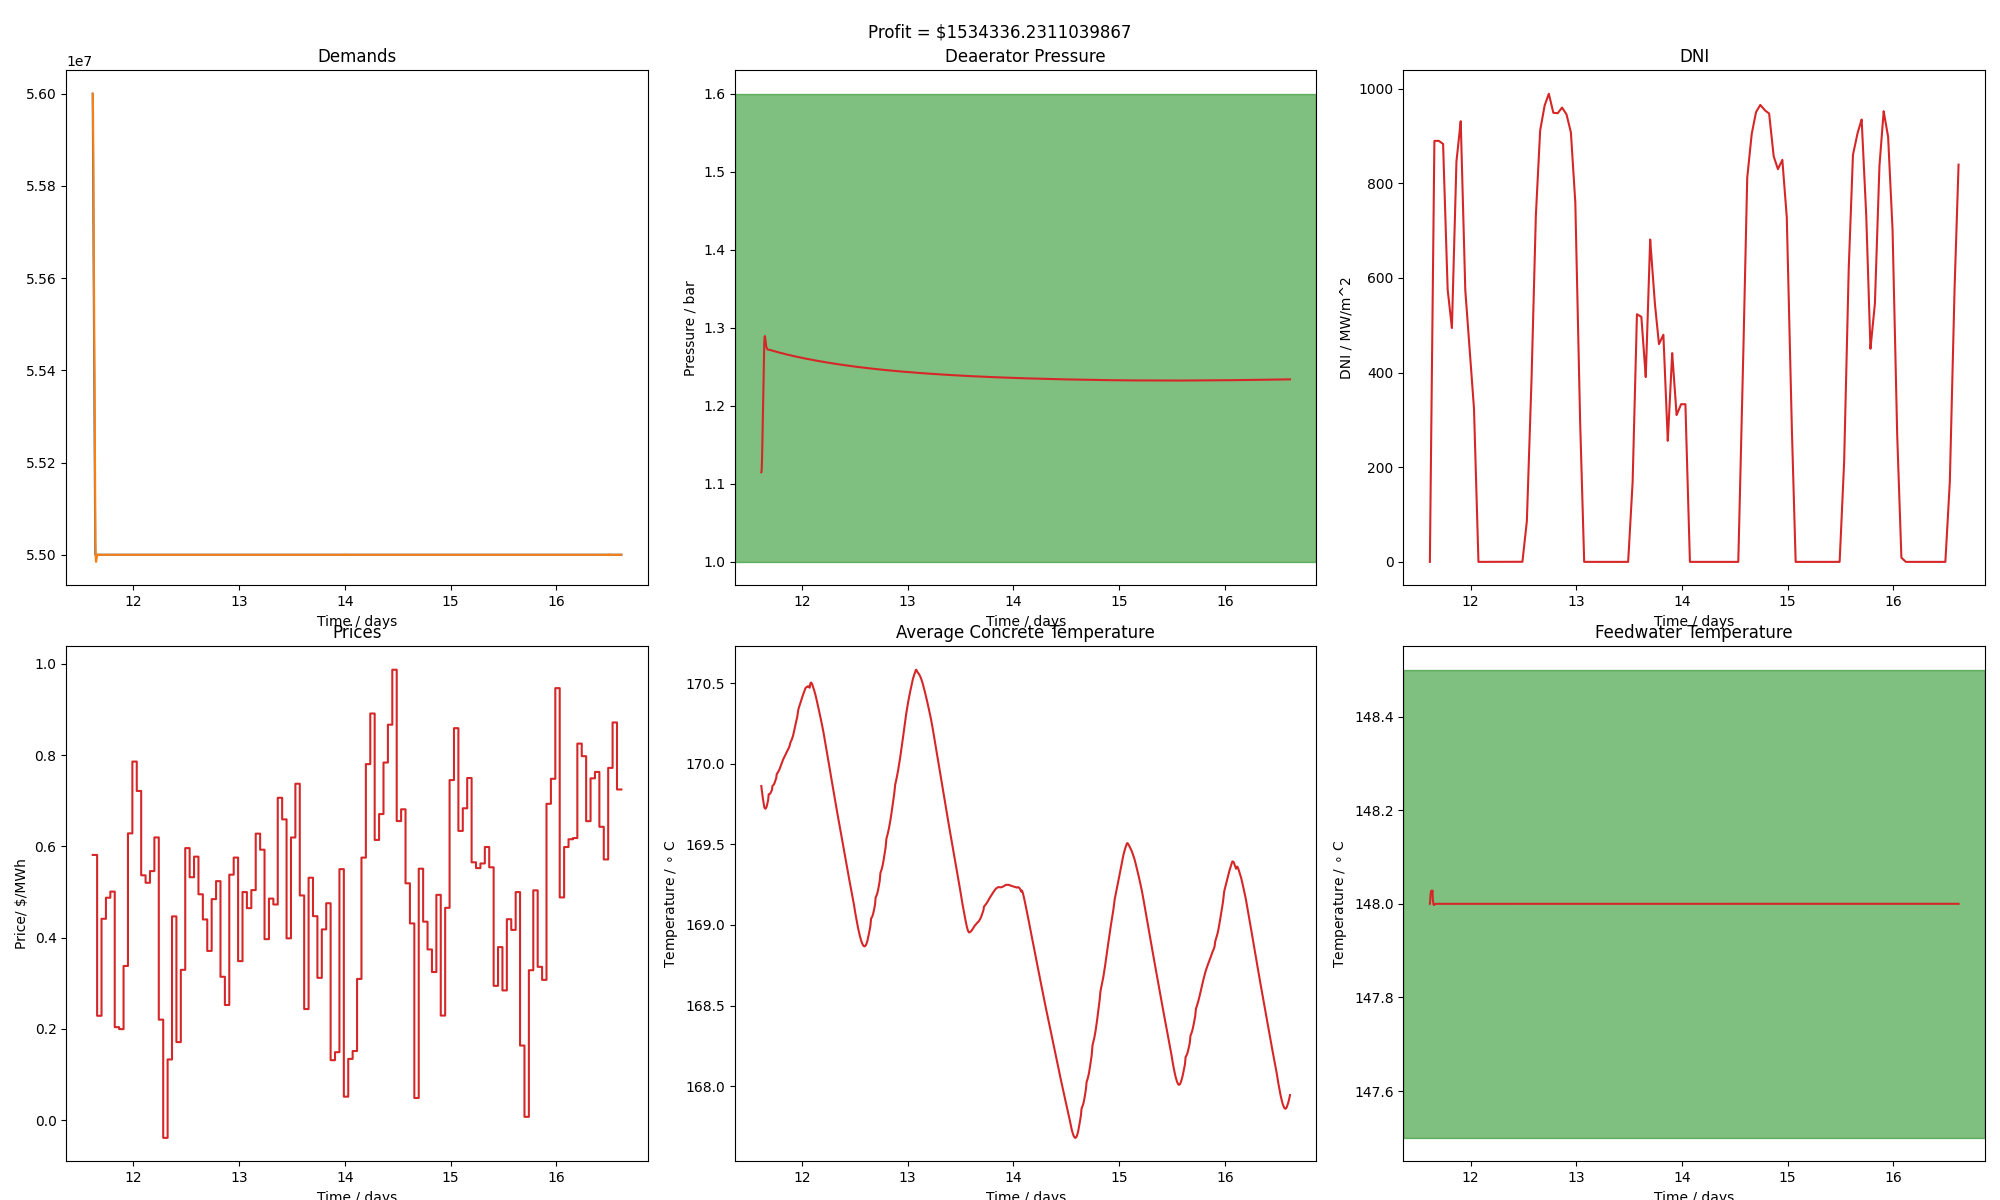 Profit = $1534336.2311039867
Demands
1e7
5.60
5.58
5.56
5.54
5.52
5.50
12 13 14 15 16
Time / days
Deaerator Pressure
Pressure / bar
1.6
1.5
1.4
1.3
1.2
1.1
1.0
12 13 14 15 16
Time / days
DNI
DNI / MW/m^2
1000
800
600
400
200
0
12 13 14 15 16
Time / days
Prices
Price/ $/MWh
1.0
0.8
0.6
0.4
0.2
0.0
12 13 14 15 16
Time / days
Average Concrete Temperature
Temperature / ∘ C
170.5
170.0
169.5
169.0
168.5
168.0
12 13 14 15 16
Time / days
Feedwater Temperature
Temperature / ∘ C
148.4
148.2
148.0
147.8
147.6
12 13 14 15 16
Time / days